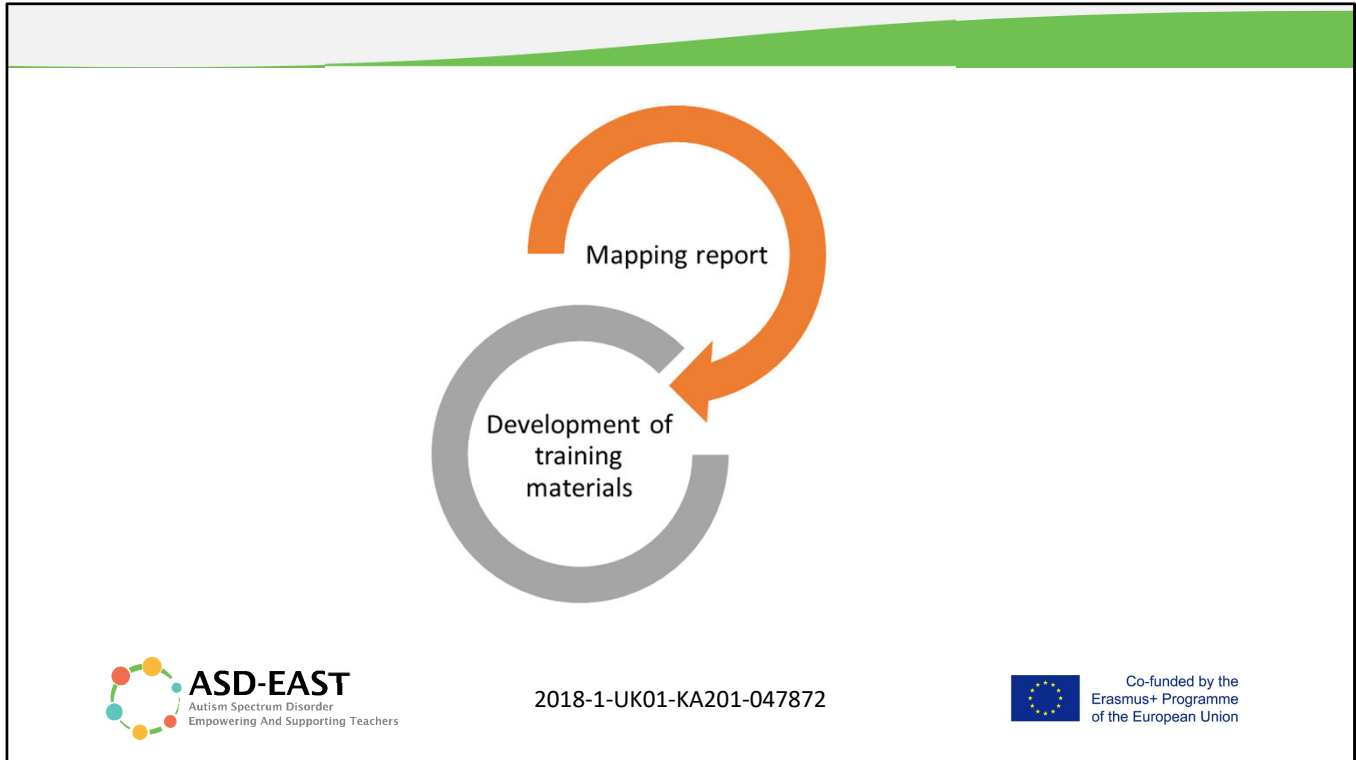 Mapping report
Development of
training
materials
ASD-EAST
Autism Spectrum Disorder
Empowering And Supporting Teachers
2018-1-UK01-KA201-047872
Co-funded by the
Erasmus+ Programme
of the European Union